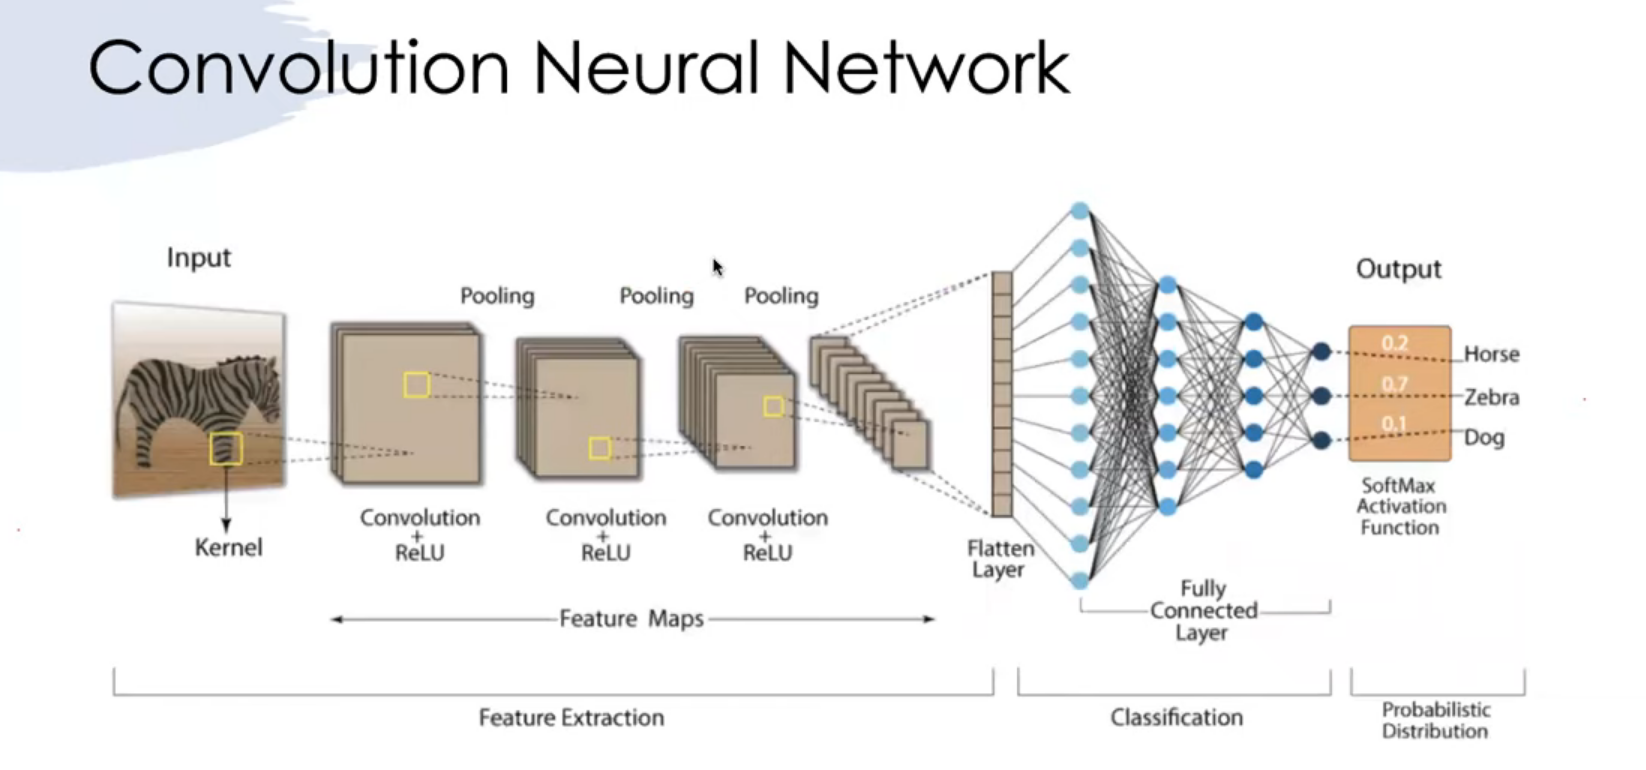 Convolution Neural Network
Input
Output
Pooling
Pooling
Pooling
0.2
Horse
0.7
Zebra
0.1
Dog
SoftMax
Activation
Function
Convolution
+
ReLU
Convolution
+
ReLU
Convolution
+
ReLU
Kernel
Flatten
Layer
Fully
Connected
Layer
Feature Maps
Feature Extraction
Classification
Probabilistic
Distribution